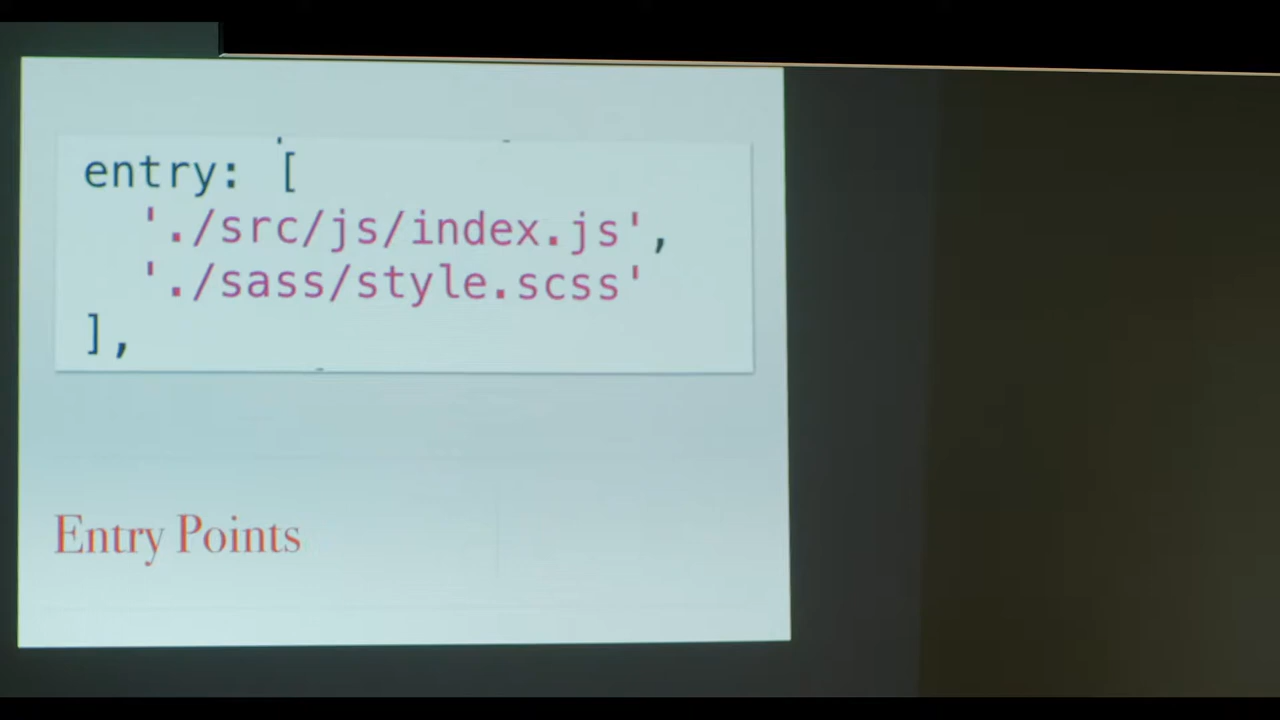 entry: [
'./src/js/index.js',
'./sass/style.scss'
],
Entry Points